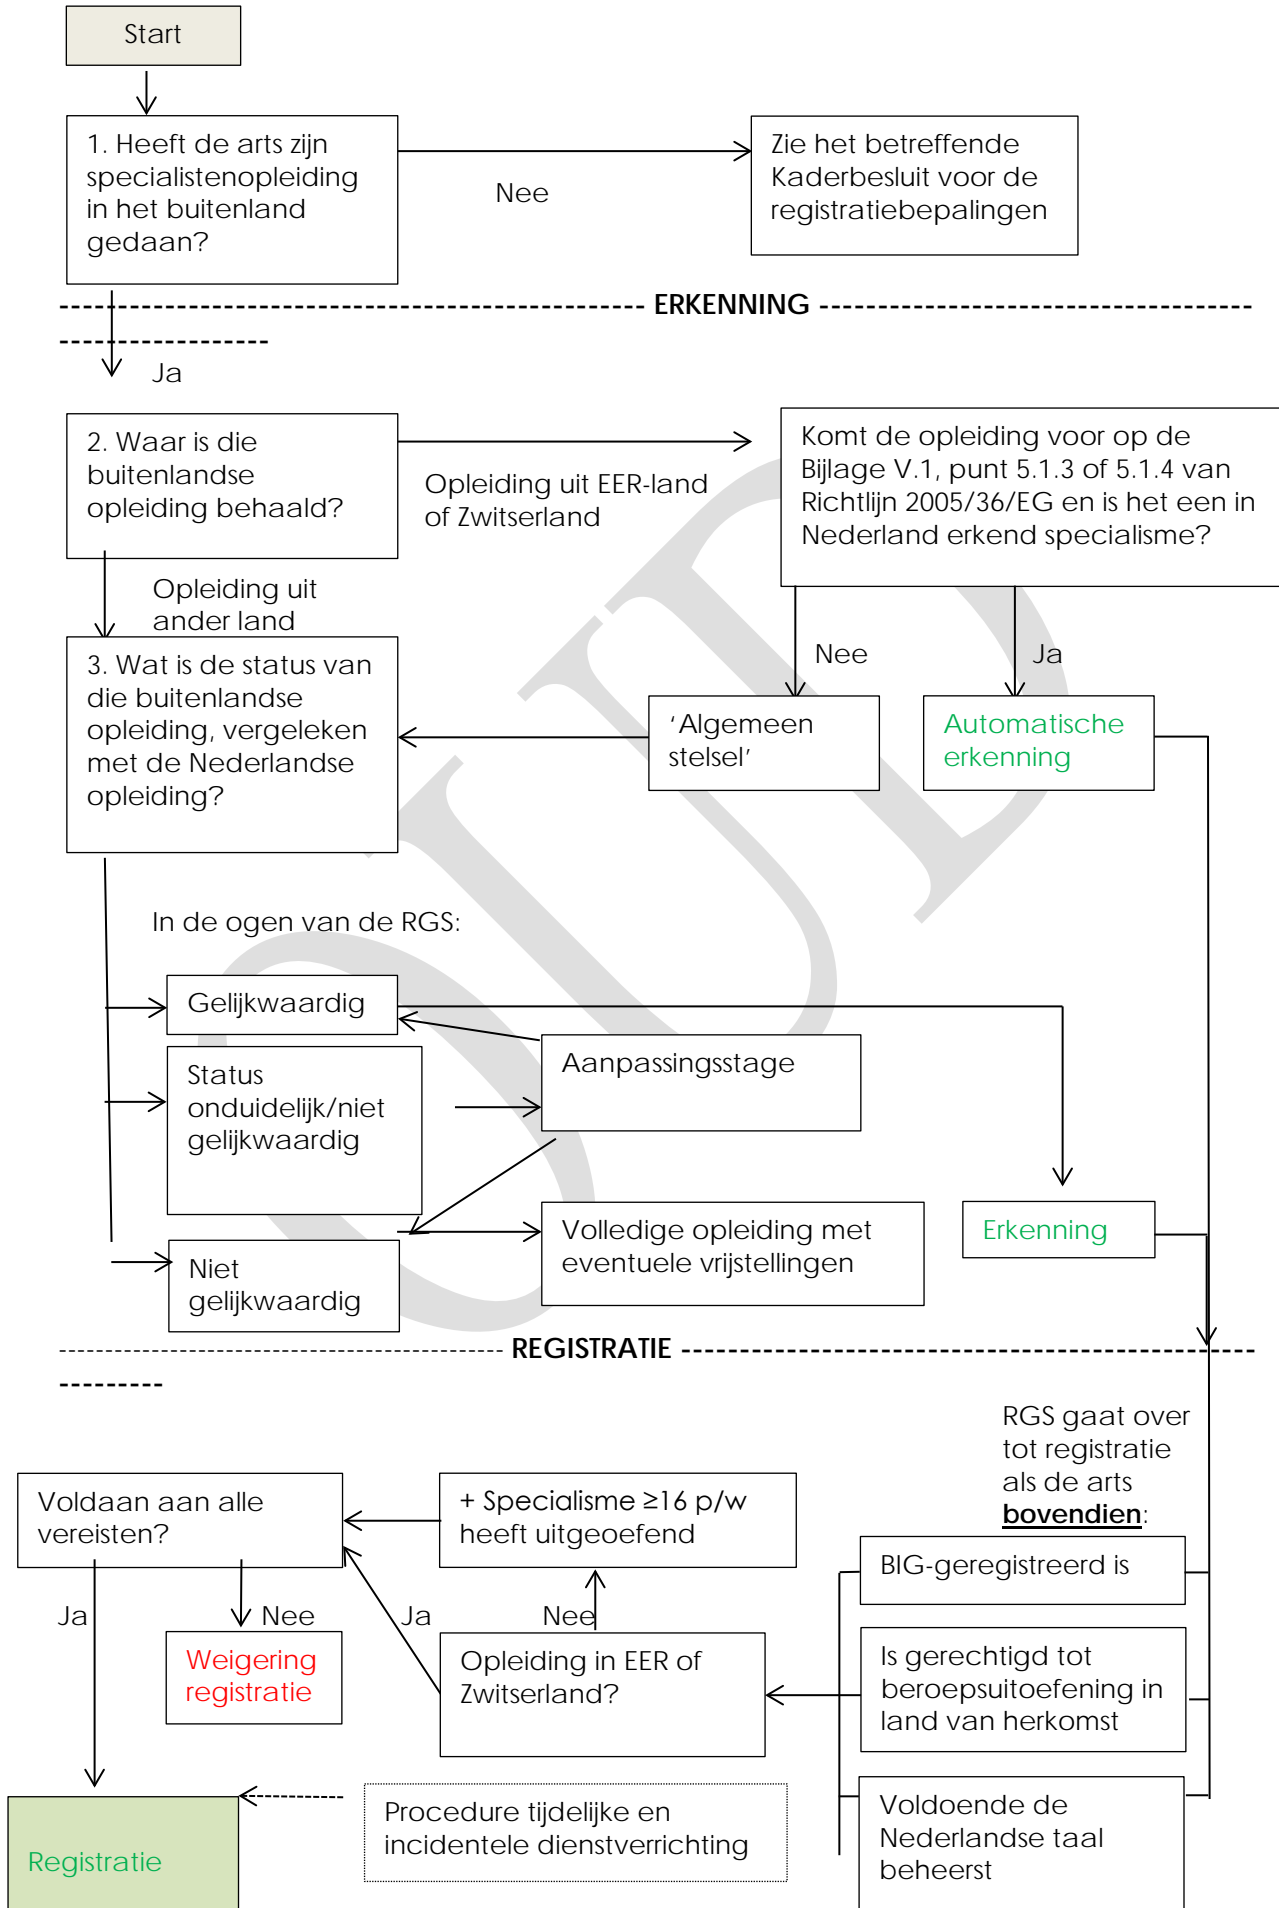 Start
1. Heeft de arts zijn
specialistenopleiding
in het buitenland
gedaan?
Nee
Zie het betreffende
Kaderbesluit voor de
registratiebepalingen
ERKENNING
Ja
2. Waar is die
buitenlandse
opleiding behaald?
Opleiding uit EER-land
of Zwitserland
Komt de opleiding voor op de
Bijlage V.1, punt 5.1.3 of 5.1.4 van
Richtlijn 2005/36/EG en is het een in
Nederland erkend specialisme?
Opleiding uit
ander land
Nee
Ja
3. Wat is de status van
die buitenlandse
opleiding, vergeleken
met de Nederlandse
opleiding?
‘Algemeen
stelsel’
Automatische
erkenning
In de ogen van de RGS:
Gelijkwaardig
Status
onduidelijk/niet
gelijkwaardig
Aanpassingsstage
Niet
gelijkwaardig
Volledige opleiding met
eventuele vrijstellingen
Erkenning
REGISTRATIE
RGS gaat over
tot registratie
als de arts
bovendien:
Voldaan aan alle
vereisten?
+ Specialisme ≥16 p/w
heeft uitgeoefend
BIG-geregistreerd is
Ja
Nee
Ja
Nee
Weigering
registratie
Opleiding in EER of
Zwitserland?
Is gerechtigd tot
beroepsuitoefening in
land van herkomst
Registratie
Procedure tijdelijke en
incidentele dienstverrichting
Voldoende de
Nederlandse taal
beheerst
OUD